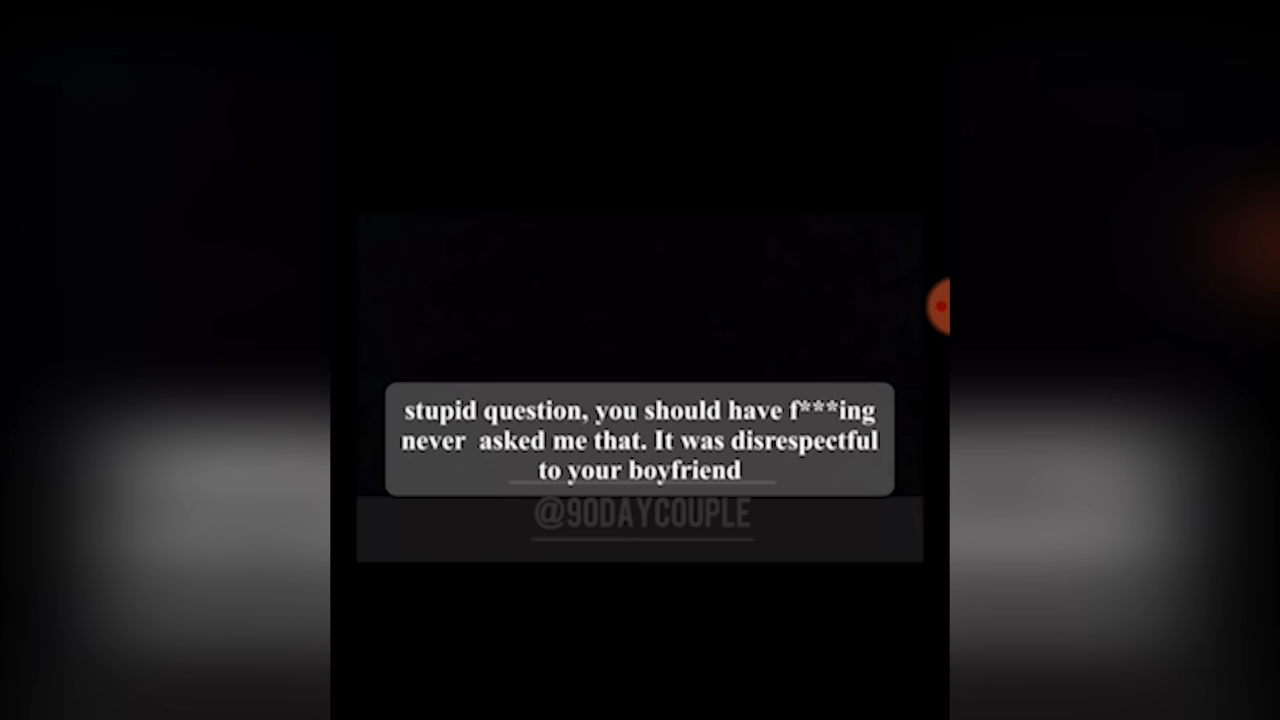 stupid question, you should have f***ing
never  asked me that. It was disrespectful
to your boyfriend
@90DAYCOUPLE